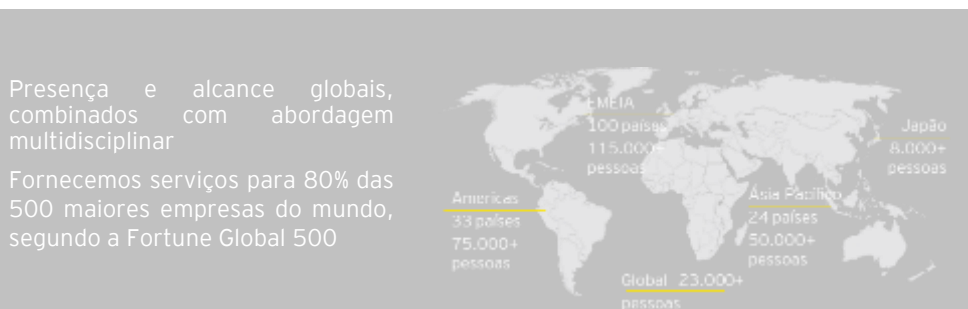 Presença e alcance globais,
combinados com abordagem
multidisciplinar
Fornecemos serviços para 80% das
500 maiores empresas do mundo,
segundo a Fortune Global 500
EMEIA
100 países
115.000+
pessoas
Japão
8.000+
pessoas
Americas
33 países
75.000+
pessoas
Ásia Pacífico
24 países
50.000+
pessoas
Global 23.000+
pessoas